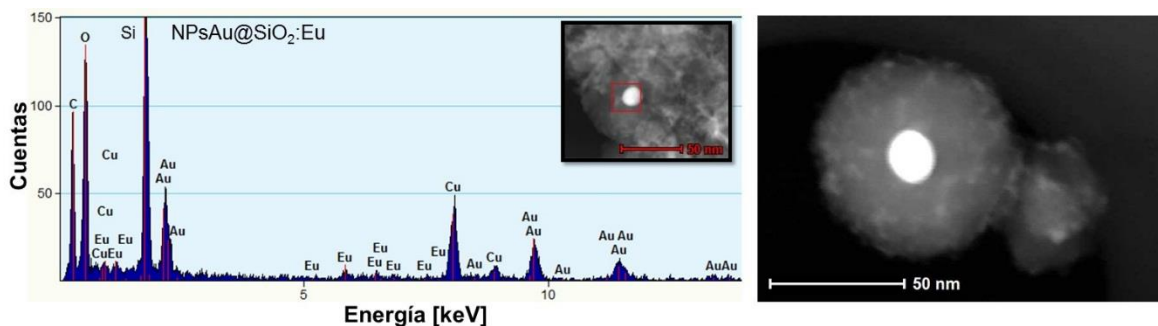 150
100
50
Cuentas
C
O
Si
NPsAu@SiO₂:Eu
Cu
Au
Au
Cu
Au
Eu
Eu
CuEu
50 nm
Cu
Au
Au
Au Au
Au
Eu
Eu
Eu
Eu
Eu
Eu
Eu
Au
Cu
Au
AuAu
5
10
Energía [keV]
50 nm